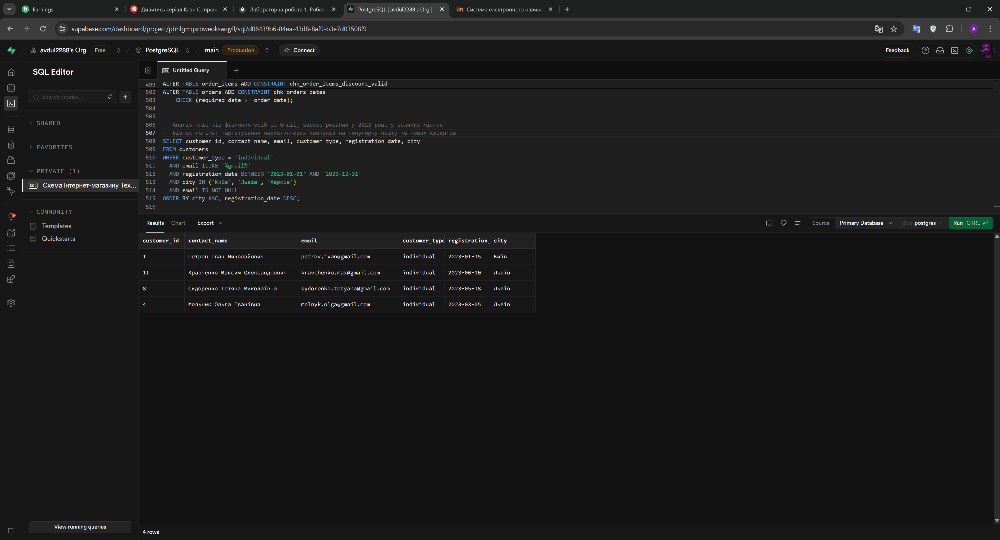 Earnings
Дивитись серіал Клан Сопран
Лабораторна робота 1. Робот
PostgreSQL | avdul2288's Org |
Система електронного навчан
supabase.com/dashboard/project/pbhlgmqsrbweokswqyll/sql/d06439b6-84ea-43d8-8af9-b3e7d03508f9
A
avdul2288's Org Free PostgreSQL main Production Connect
Feedback
SQL Editor
Search queries...
SHARED
FAVORITES
PRIVATE (1)
SQL Схема інтернет-магазину Тех...
COMMUNITY
Templates
Quickstarts
View running queries
SQL Untitled Query
499 ALTER TABLE order_items ADD CONSTRAINT chk_order_items_discount_valid
502 ALTER TABLE orders ADD CONSTRAINT chk_orders_dates
503 CHECK (required_date >= order_date);
504
505
506 -- Аналіз клієнтів фізичних осіб із Gmail, зареєстрованих у 2023 році у великих містах
507 -- Бізнес-логіка: таргетування маркетингових кампаній на популярну пошту та нових клієнтів
508 SELECT customer_id, contact_name, email, customer_type, registration_date, city
509 FROM customers
510 WHERE customer_type = 'individual'
511 AND email ILIKE '%gmail%'
512 AND registration_date BETWEEN '2023-01-01' AND '2023-12-31'
513 AND city IN ('Київ', 'Львів', 'Харків')
514 AND email IS NOT NULL
515 ORDER BY city ASC, registration_date DESC;
516
Results Chart Export
Source Primary Database Role postgres Run CTRL
customer_id contact_name email customer_type registration_ city
1 Петров Іван Миколайович petrov.ivan@gmail.com individual 2023-01-15 Київ
11 Кравченко Максим Олександрович kravchenko.max@gmail.com individual 2023-06-10 Львів
8 Сидоренко Тетяна Миколаївна sydorenko.tetyana@gmail.com individual 2023-05-18 Львів
4 Мельник Ольга Іванівна melnyk.olga@gmail.com individual 2023-03-05 Львів
4 rows